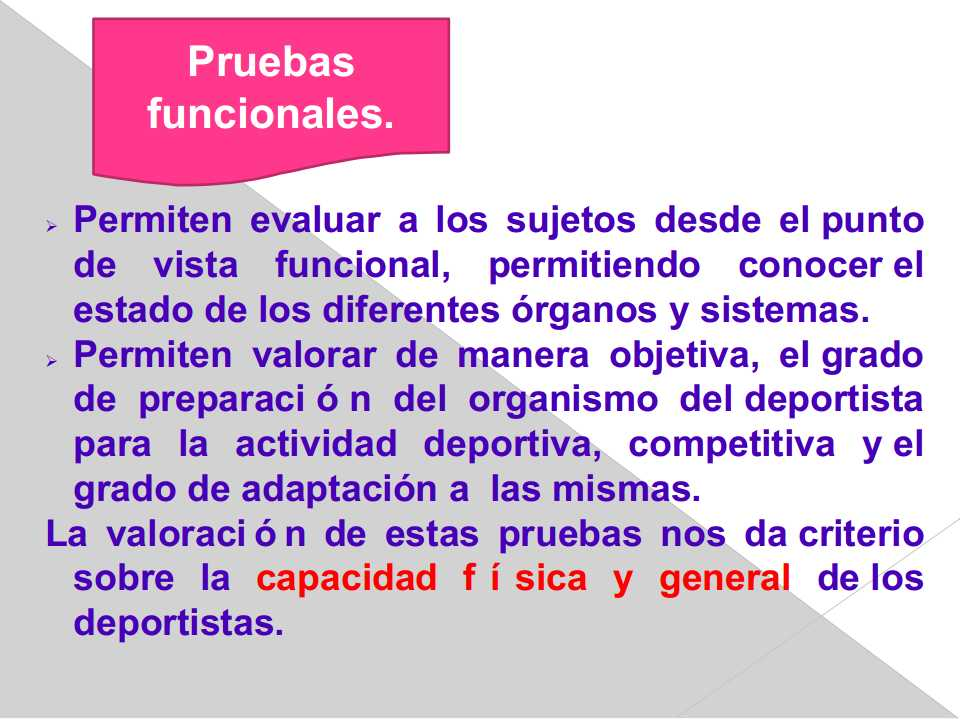 Pruebas
funcionales.
Permiten evaluar a los sujetos desde el punto
de vista funcional, permitiendo conocer el
estado de los diferentes órganos y sistemas.
Permiten valorar de manera objetiva, el grado
de preparaci ó n del organismo del deportista
para la actividad deportiva, competitiva y el
grado de adaptación a las mismas.
La valoraci ó n de estas pruebas nos da criterio
sobre la capacidad f í sica y general de los
deportistas.